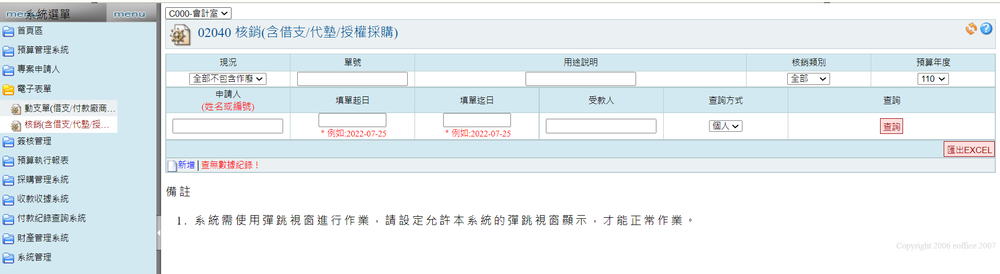 menu 系統選單 menu
首頁區
預算管理系統
專案申請人
電子表單
動支單(借支/付款廠商...
核銷(含借支/代墊/授...
簽核管理
預算執行報表
採購管理系統
收款收據系統
付款紀錄查詢系統
財產管理系統
系統管理
C000-會計室
02040 核銷(含借支/代墊/授權採購)
現況 單號 用途說明 核銷類別 預算年度
全部不包含作廢 全部 110
申請人 填單起日 填單迄日 受款人 查詢方式 查詢
(姓名或編號)
* 例如:2022-07-25 * 例如:2022-07-25 個人 查詢
匯出EXCEL
新增 | 查無數據紀錄！
備註
1. 系統需使用彈跳視窗進行作業，請設定允許本系統的彈跳視窗顯示，才能正常作業。
Copyright 2006 eoffice 2007